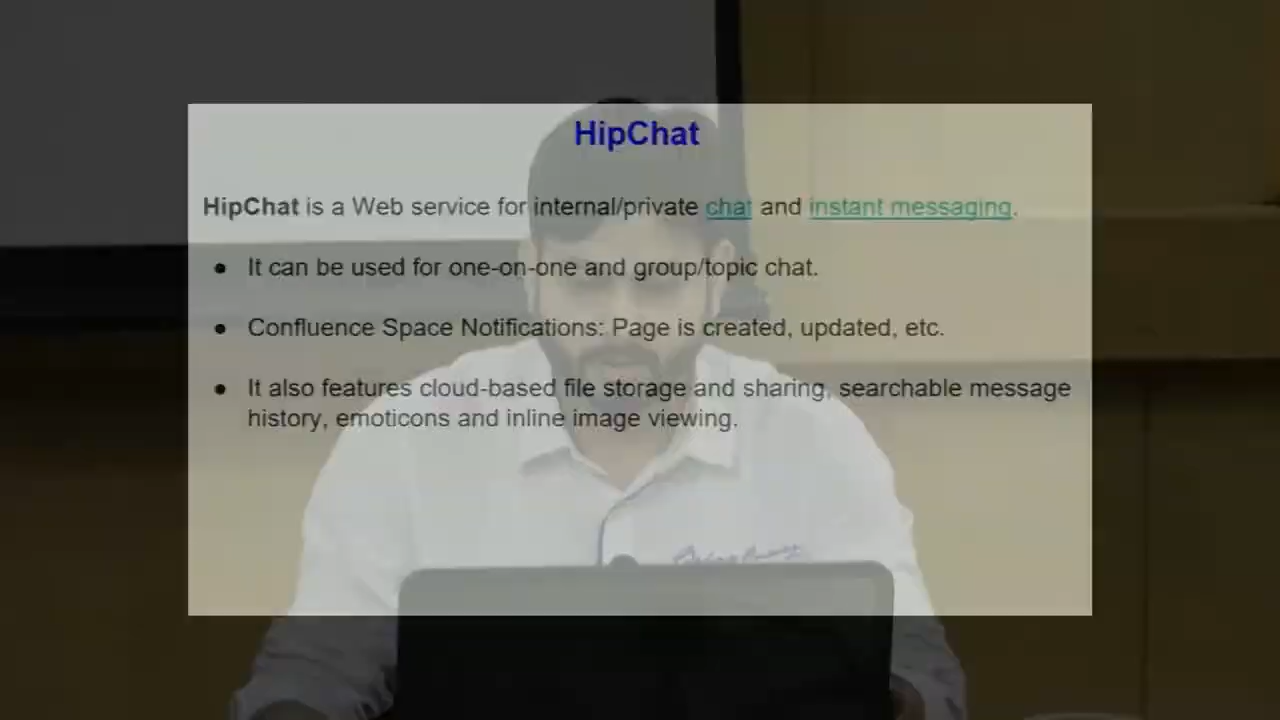 HipChat
HipChat is a Web service for internal/private chat and instant messaging.
● It can be used for one-on-one and group/topic chat.
● Confluence Space Notifications: Page is created, updated, etc.
● It also features cloud-based file storage and sharing, searchable message
history, emoticons and inline image viewing.